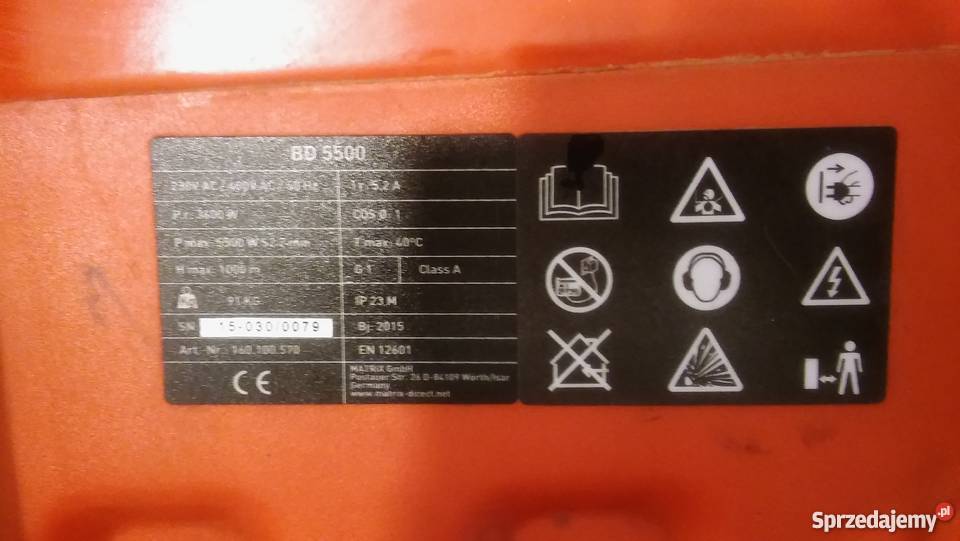 BD 5500
230V AC / 400V AC / 50 Hz
Ir: 5,2 A
P.r: 3600 W
COS Ø: 1
P max: 5500 W S2 2 min
T max: 40°C
H max: 1000 m
G 1 Class A
91 KG
IP 23 M
SN 15-030/0079
Bj: 2015
Art.-Nr.: 160.100.570
EN 12601
CE
MATRIX GmbH
Postauer Str. 26 D-84109 Wörth/Isar
Germany
www.matrix-direct.net
Sprzedajemy.pl